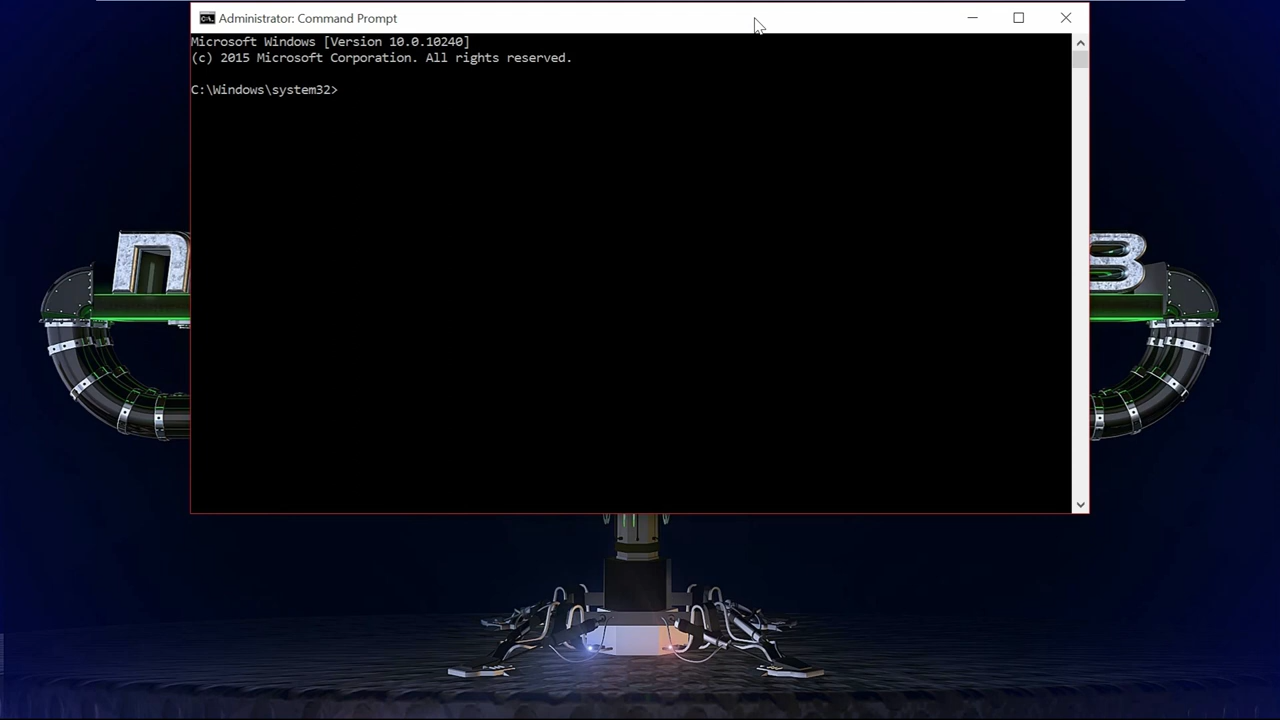 Administrator: Command Prompt
Microsoft Windows [Version 10.0.10240]
(c) 2015 Microsoft Corporation. All rights reserved.
C:\Windows\system32>
B